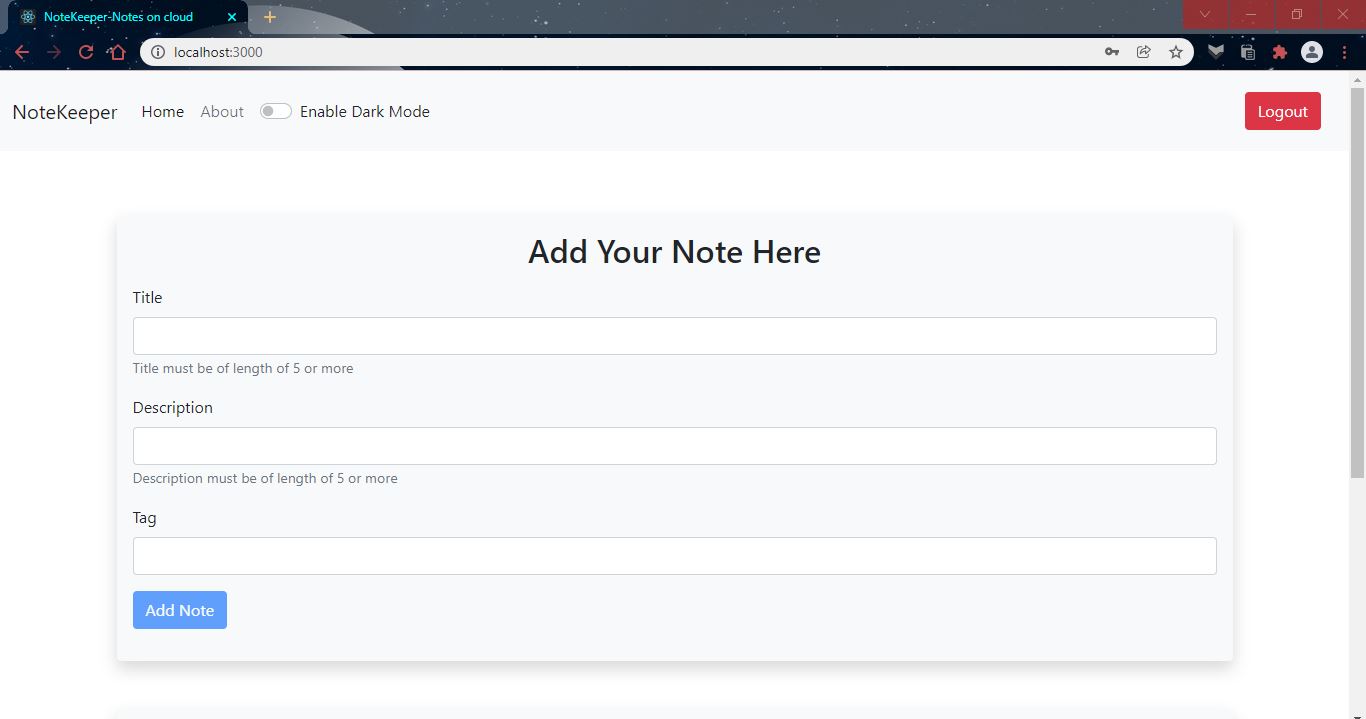 NoteKeeper-Notes on cloud
localhost:3000
NoteKeeper Home About Enable Dark Mode Logout
Add Your Note Here
Title
Title must be of length of 5 or more
Description
Description must be of length of 5 or more
Tag
Add Note